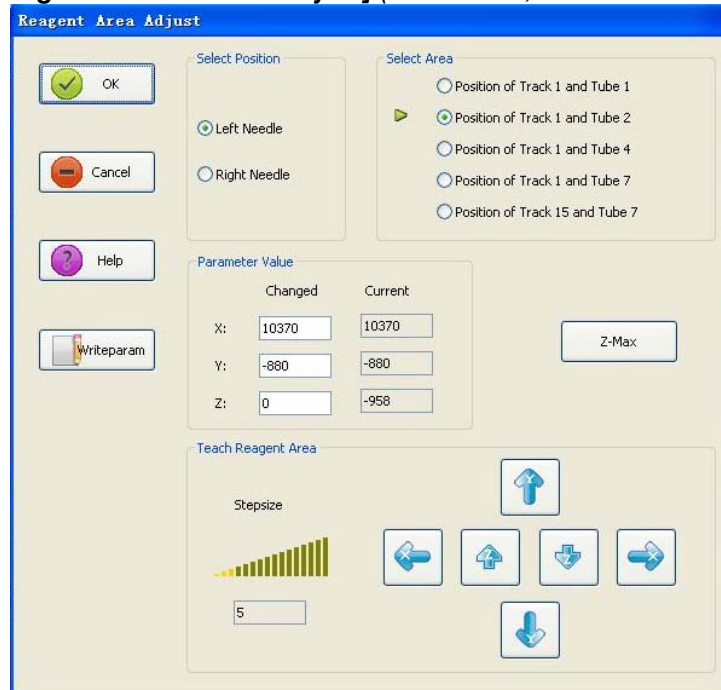 Reagent Area Adjust
OK
Cancel
Help
Writeparam
Select Position
Left Needle
Right Needle
Select Area
Position of Track 1 and Tube 1
Position of Track 1 and Tube 2
Position of Track 1 and Tube 4
Position of Track 1 and Tube 7
Position of Track 15 and Tube 7
Parameter Value
Changed Current
X: 10370 10370
Y: -880 -880
Z: 0 -958
Z-Max
Teach Reagent Area
Stepsize
5
Y
X Z Z X
Y